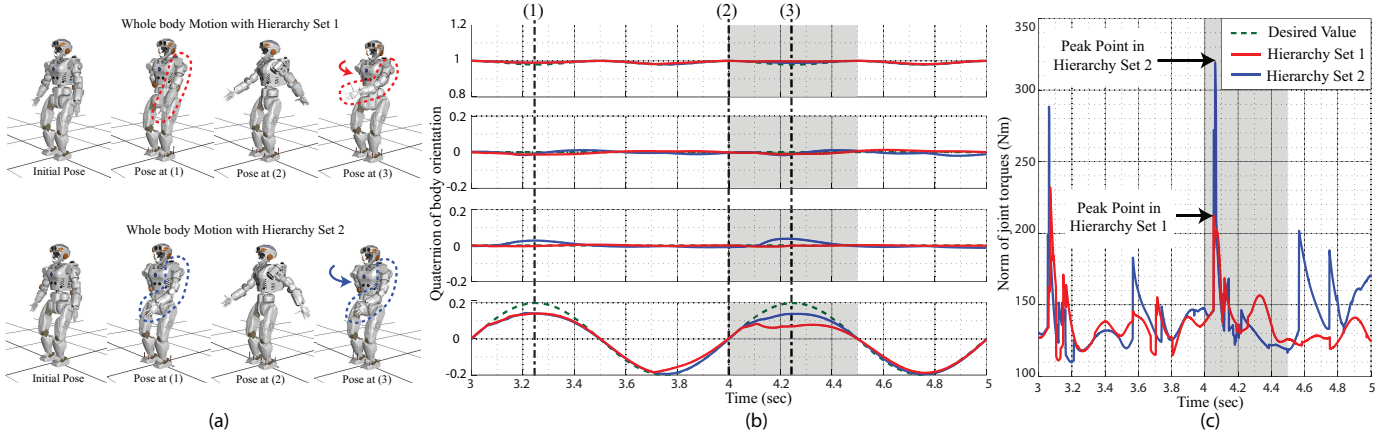 Whole body Motion with Hierarchy Set 1
Initial Pose
Pose at (1)
Pose at (2)
Pose at (3)
Whole body Motion with Hierarchy Set 2
Initial Pose
Pose at (1)
Pose at (2)
Pose at (3)
(a)
(1)
(2)
(3)
Quaternion of body orientation
1.2
1
0.8
0.2
0
-0.2
0.2
0
-0.2
0.2
0
-0.2
3 3.2 3.4 3.6 3.8 4 4.2 4.4 4.6 4.8 5
Time (sec)
(b)
Norm of joint torques (Nm)
350
300
250
200
150
100
Desired Value
Hierarchy Set 1
Hierarchy Set 2
Peak Point in
Hierarchy Set 2
Peak Point in
Hierarchy Set 1
3 3.2 3.4 3.6 3.8 4 4.2 4.4 4.6 4.8 5
Time (sec)
(c)